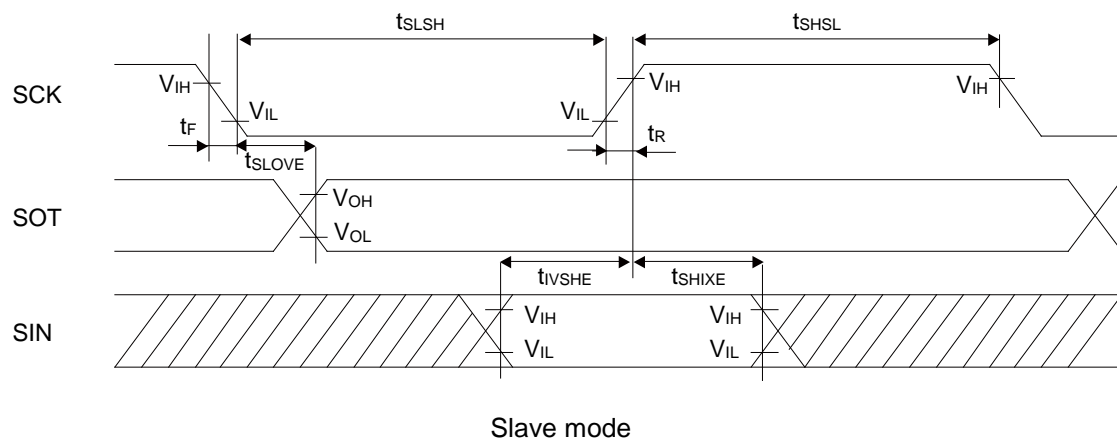 tSLSH
tSHSL
SCK
VIH
VIL
VIL
VIH
VIH
tF
tR
tSLOVE
SOT
VOH
VOL
tIVSHE
tSHIXE
SIN
VIH
VIH
VIL
VIL
Slave mode